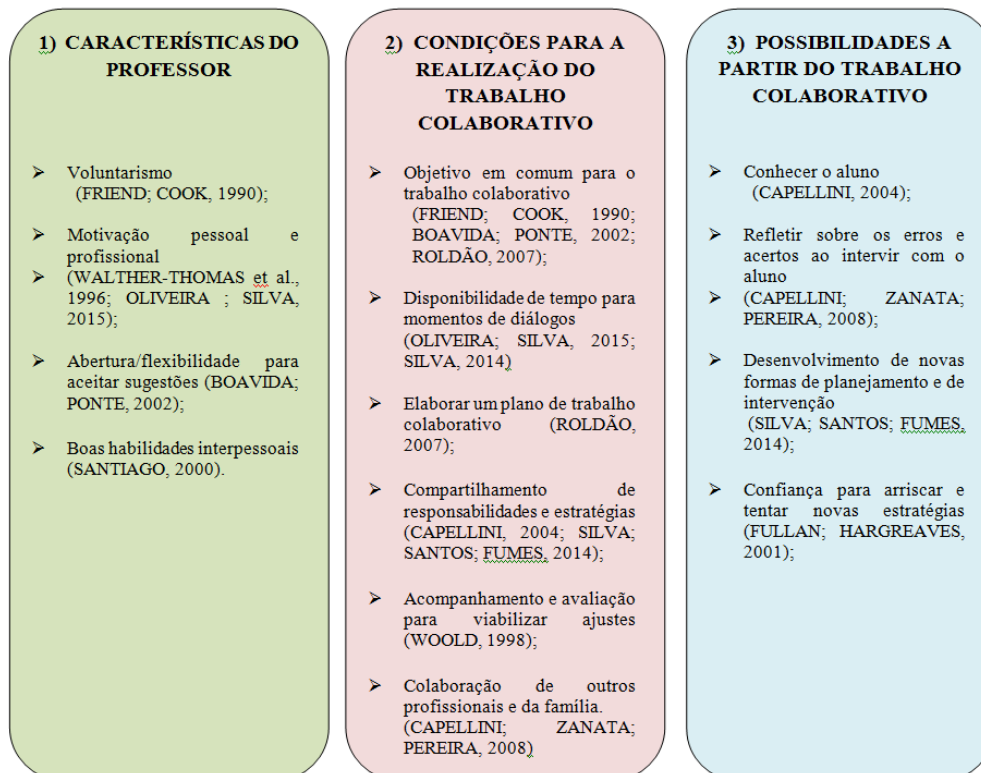 1) CARACTERÍSTICAS DO
PROFESSOR
➢ Voluntarismo
(FRIEND; COOK, 1990);
➢ Motivação pessoal e
profissional
➢ (WALTHER-THOMAS et al.,
1996; OLIVEIRA ; SILVA,
2015);
➢ Abertura/flexibilidade para
aceitar sugestões (BOAVIDA;
PONTE, 2002);
➢ Boas habilidades interpessoais
(SANTIAGO, 2000).
2) CONDIÇÕES PARA A
REALIZAÇÃO DO
TRABALHO
COLABORATIVO
➢ Objetivo em comum para o
trabalho colaborativo
(FRIEND; COOK, 1990;
BOAVIDA; PONTE, 2002;
ROLDÃO, 2007);
➢ Disponibilidade de tempo para
momentos de diálogos
(OLIVEIRA; SILVA, 2015;
SILVA, 2014)
➢ Elaborar um plano de trabalho
colaborativo (ROLDÃO,
2007);
➢ Compartilhamento de
responsabilidades e estratégias
(CAPELLINI, 2004; SILVA;
SANTOS; FUMES, 2014);
➢ Acompanhamento e avaliação
para viabilizar ajustes
(WOOLD, 1998);
➢ Colaboração de outros
profissionais e da família.
(CAPELLINI; ZANATA;
PEREIRA, 2008)
3) POSSIBILIDADES A
PARTIR DO TRABALHO
COLABORATIVO
➢ Conhecer o aluno
(CAPELLINI, 2004);
➢ Refletir sobre os erros e
acertos ao intervir com o
aluno
➢ (CAPELLINI; ZANATA;
PEREIRA, 2008);
➢ Desenvolvimento de novas
formas de planejamento e de
intervenção
(SILVA; SANTOS; FUMES,
2014);
➢ Confiança para arriscar e
tentar novas estratégias
(FULLAN; HARGREAVES,
2001);